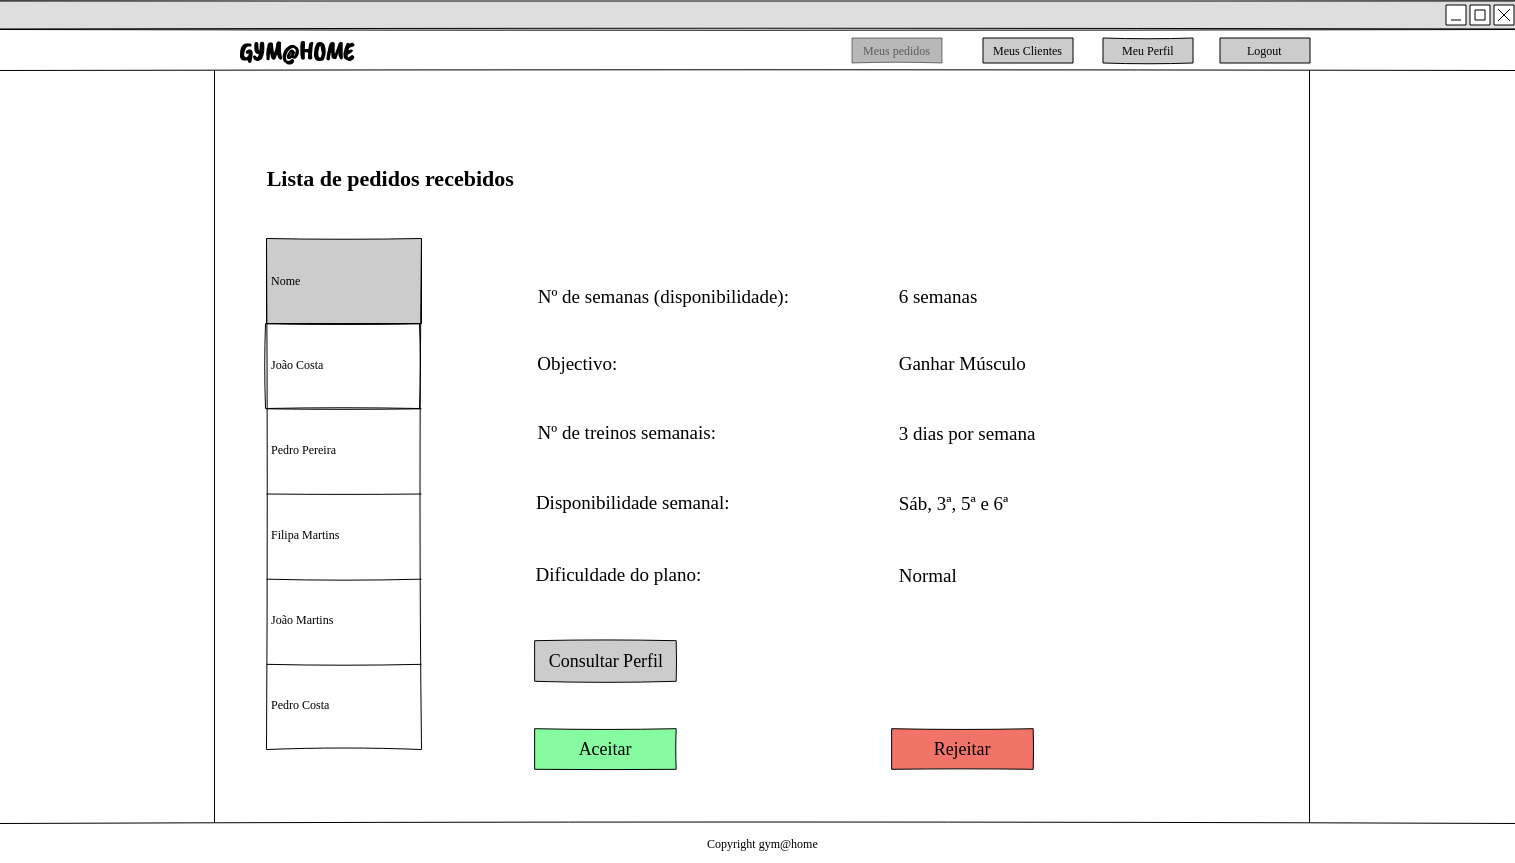 GYM@HOME
Meus pedidos
Meus Clientes
Meu Perfil
Logout
Lista de pedidos recebidos
Nome
João Costa
Pedro Pereira
Filipa Martins
João Martins
Pedro Costa
Nº de semanas (disponibilidade): 6 semanas
Objectivo: Ganhar Músculo
Nº de treinos semanais: 3 dias por semana
Disponibilidade semanal: Sáb, 3ª, 5ª e 6ª
Dificuldade do plano: Normal
Consultar Perfil
Aceitar
Rejeitar
Copyright gym@home